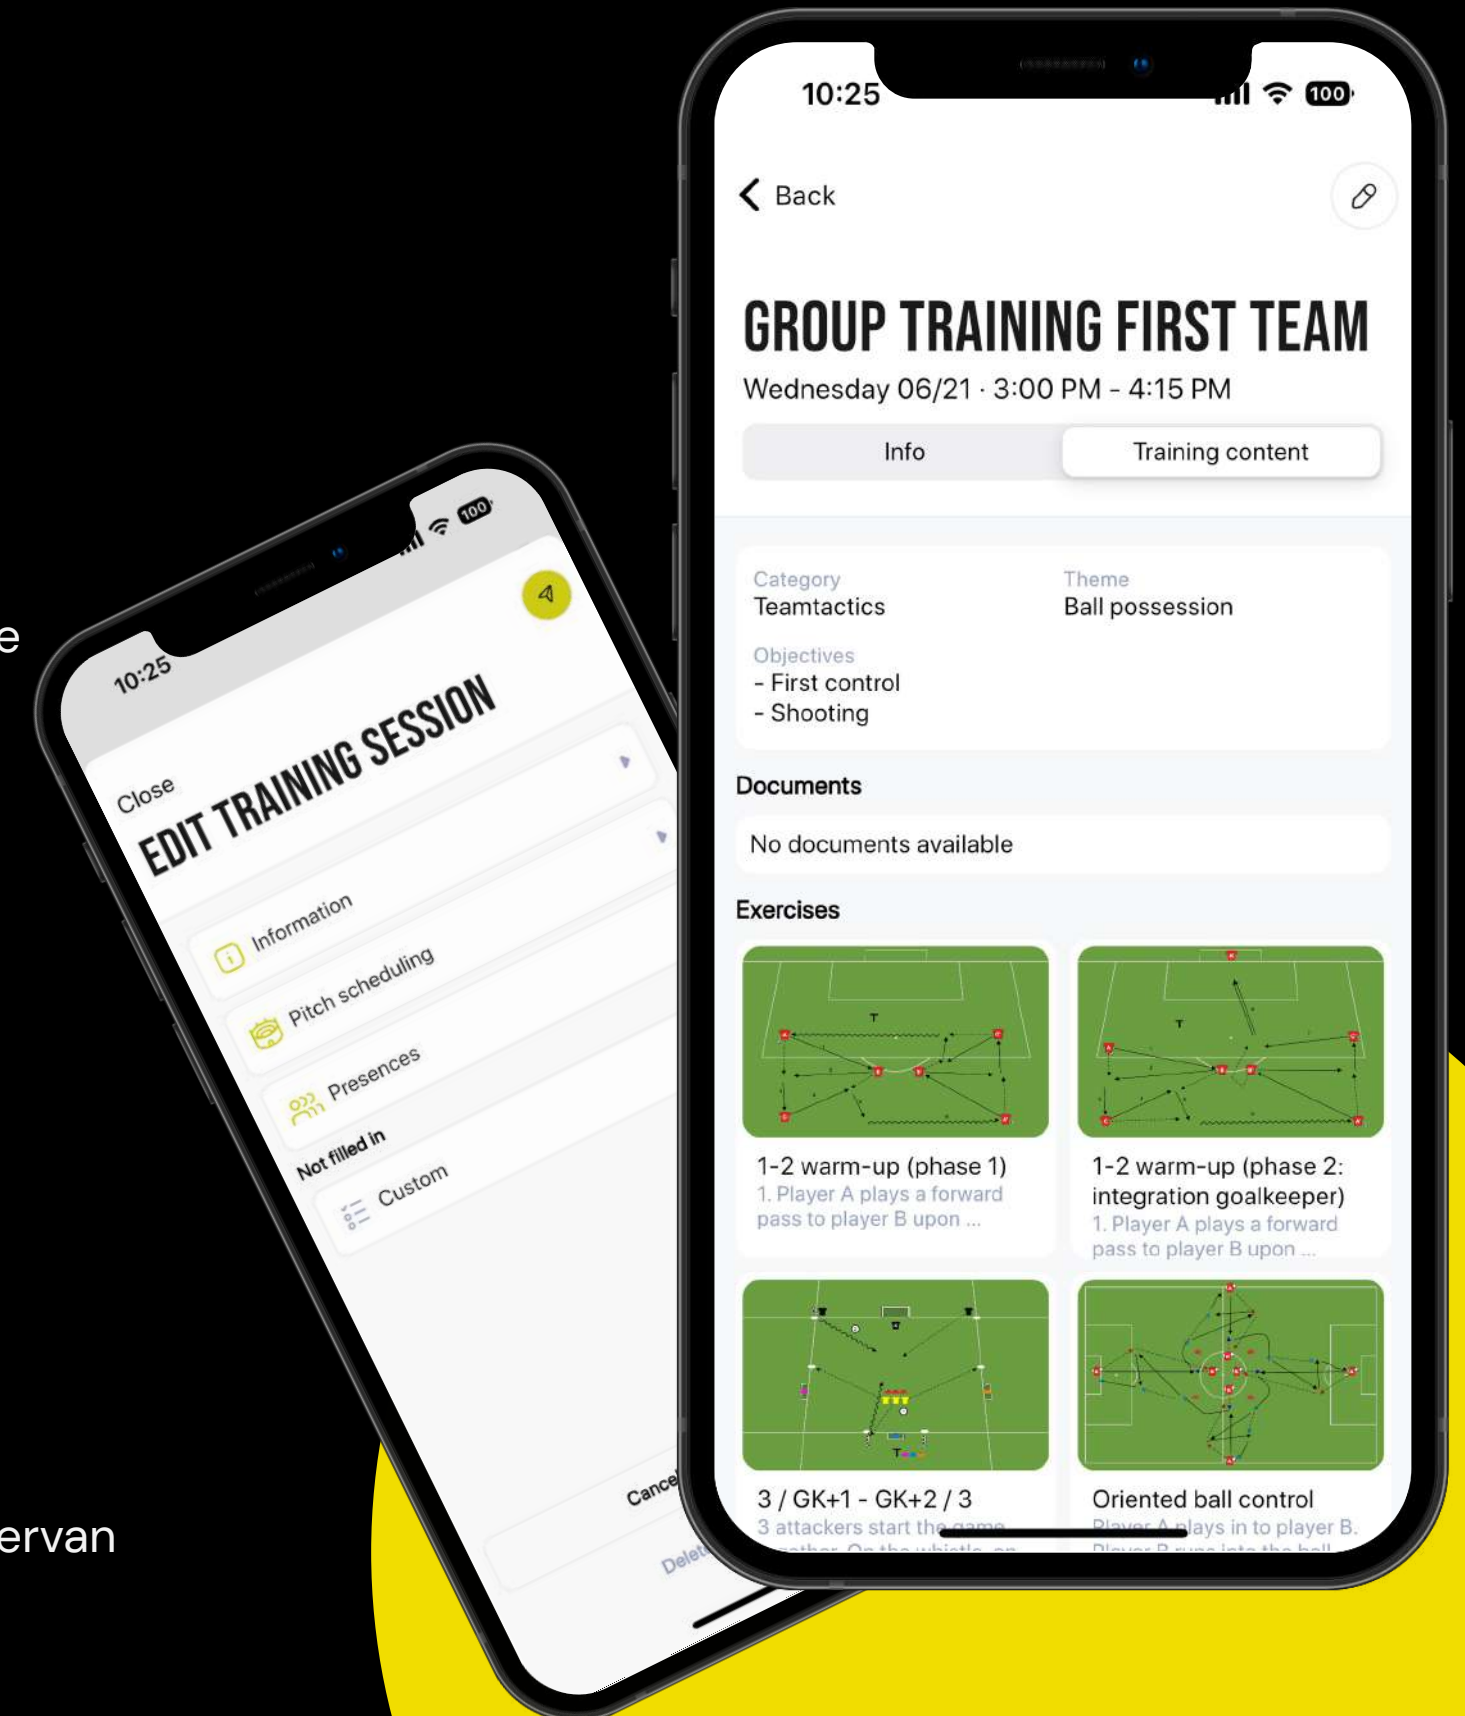 e
ervan
10:25
100
Close
EDIT TRAINING SESSION
Information
Pitch scheduling
Presences
Not filled in
Custom
Cancel
Delete
10:25
100
Back
GROUP TRAINING FIRST TEAM
Wednesday 06/21 · 3:00 PM - 4:15 PM
Info
Training content
Category
Teamtactics
Theme
Ball possession
Objectives
- First control
- Shooting
Documents
No documents available
Exercises
1-2 warm-up (phase 1)
1. Player A plays a forward
pass to player B upon ...
1-2 warm-up (phase 2:
integration goalkeeper)
1. Player A plays a forward
pass to player B upon ...
3 / GK+1 - GK+2 / 3
3 attackers start the game
Oriented ball control
Player A plays in to player B.